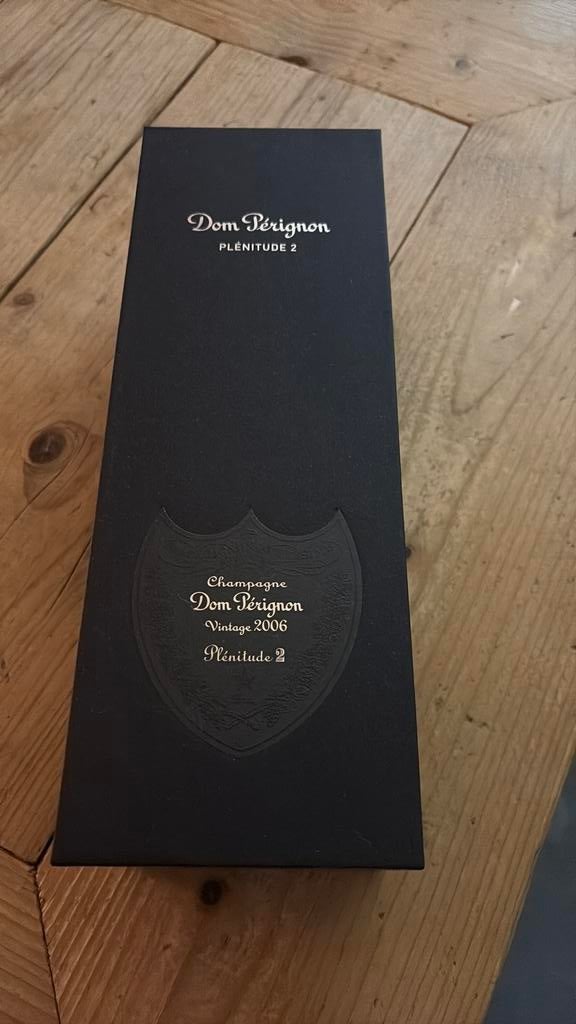 Dom Pérignon
PLÉNITUDE 2
Champagne
Dom Pérignon
Vintage 2006
Plénitude 2